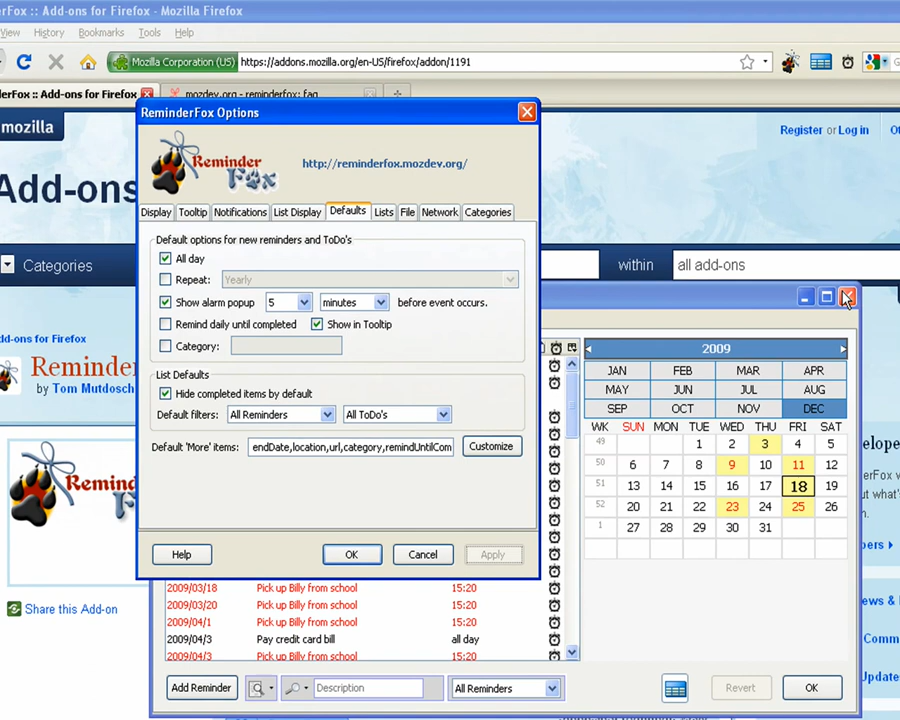 rFox :: Add-ons for Firefox - Mozilla Firefox
View History Bookmarks Tools Help
Mozilla Corporation (US) https://addons.mozilla.org/en-US/firefox/addon/1191
erFox :: Add-ons for Firefox mozdev.org - reminderfox: faq
mozilla
Register or Log in
Add-ons
Categories
within all add-ons
dd-ons for Firefox
Reminde
by Tom Mutdosch
Remind
F
Share this Add-on
ReminderFox Options
Reminder
Fox
http://reminderfox.mozdev.org/
Display Tooltip Notifications List Display Defaults Lists File Network Categories
Default options for new reminders and ToDo's
All day
Repeat: Yearly
Show alarm popup 5 minutes before event occurs.
Remind daily until completed Show in Tooltip
Category:
List Defaults
Hide completed items by default
Default filters: All Reminders All ToDo's
Default 'More' items: endDate,location,url,category,remindUntilCom Customize
Help OK Cancel Apply
2009
JAN FEB MAR APR
MAY JUN JUL AUG
SEP OCT NOV DEC
WK SUN MON TUE WED THU FRI SAT
49 1 2 3 4 5
50 6 7 8 9 10 11 12
51 13 14 15 16 17 18 19
52 20 21 22 23 24 25 26
1 27 28 29 30 31
2009/03/18 Pick up Billy from school 15:20
2009/03/20 Pick up Billy from school 15:20
2009/04/1 Pick up Billy from school 15:20
2009/04/3 Pay credit card bill all day
2009/04/3 Pick up Billy from school 15:20
Add Reminder Description All Reminders Revert OK
elope
erFox v
ut what'
pers
ews &
Comm
Update